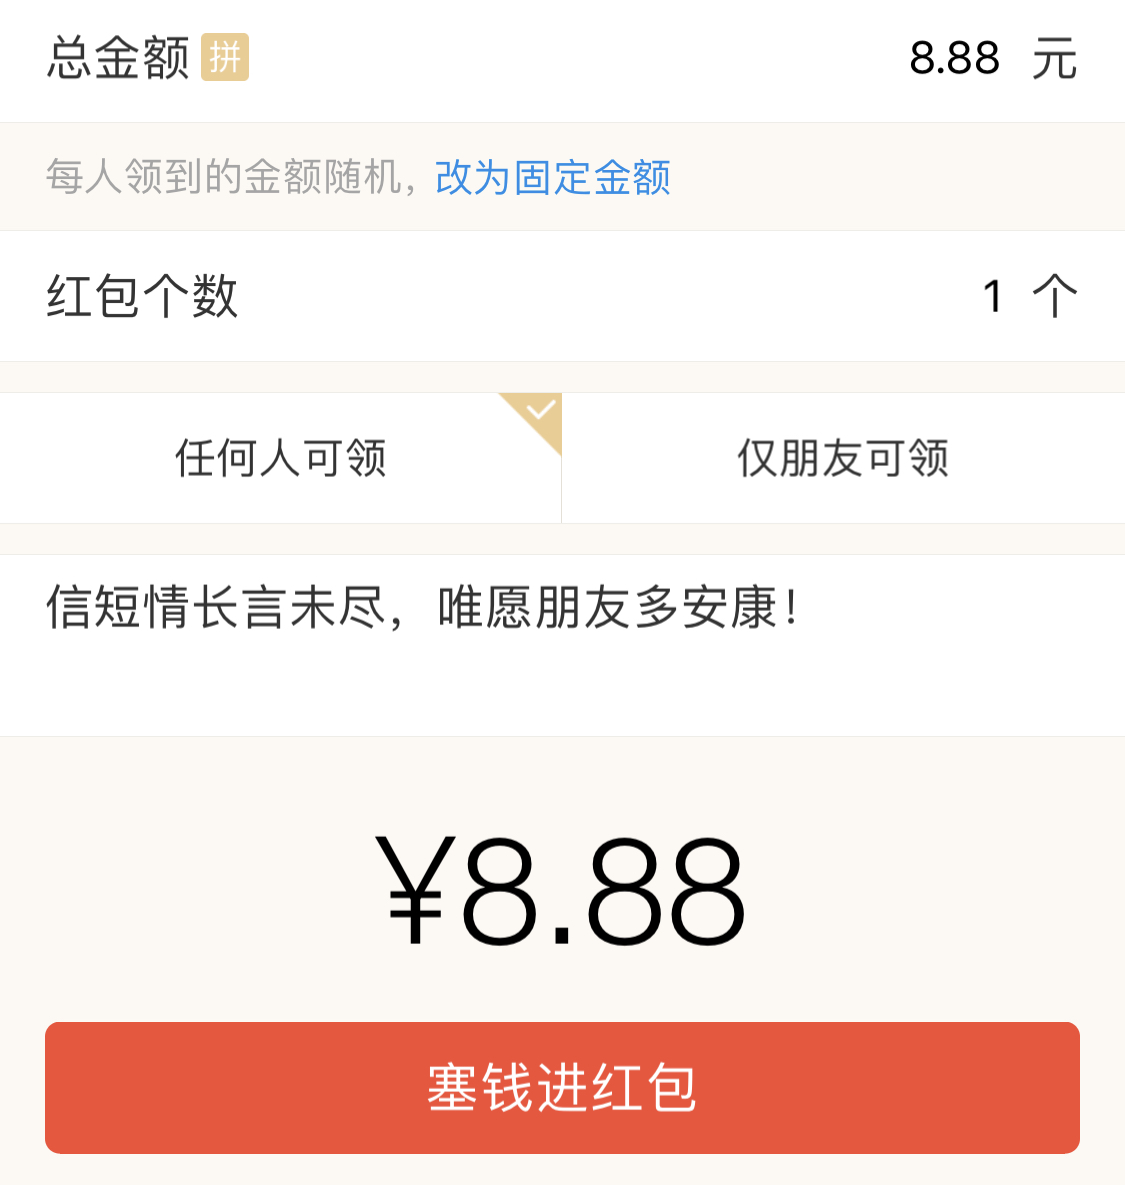 总金额 拼 8.88 元
每人领到的金额随机，改为固定金额
红包个数 1 个
任何人可领 仅朋友可领
信短情长言未尽，唯愿朋友多安康！
¥8.88
塞钱进红包